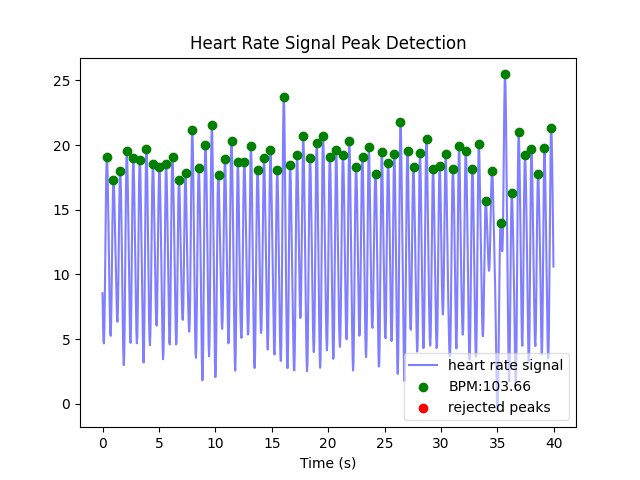 Heart Rate Signal Peak Detection
25
20
15
10
5
0
heart rate signal
BPM:103.66
rejected peaks
0 5 10 15 20 25 30 35 40
Time (s)